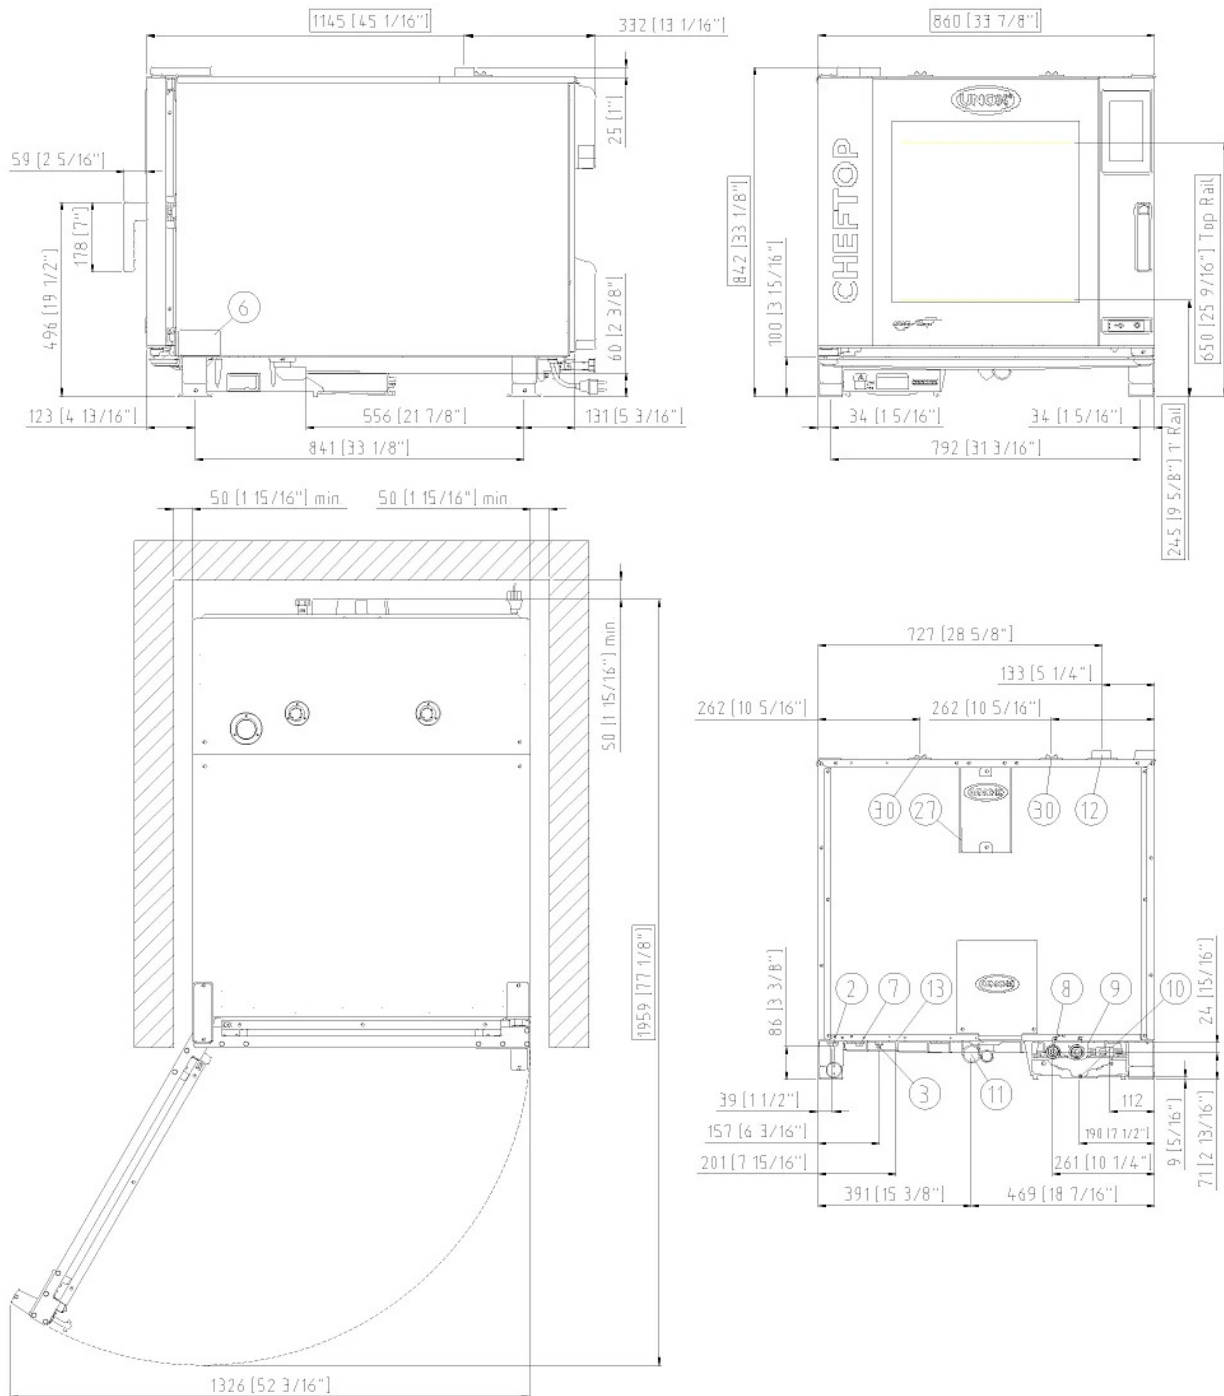 1145 [45 1/16"]
332 [13 1/16"]
25 [1"]
59 [2 5/16"]
178 [7"]
496 [19 1/2"]
6
60 [2 3/8"]
123 [4 13/16"]
556 [21 7/8"]
131 [5 3/16"]
841 [33 1/8"]
860 [33 7/8"]
UNOX
CHEFTOP
842 [33 1/8"]
100 [3 15/16"]
650 [25 9/16"] Top Rail
34 [1 5/16"]
34 [1 5/16"]
792 [31 3/16"]
245 [9 5/8"] 1' Rail
50 [1 15/16"] min.
50 [1 15/16"] min.
50 [1 15/16"] min
1959 [77 1/8"]
1326 [52 3/16"]
727 [28 5/8"]
133 [5 1/4"]
262 [10 5/16"]
262 [10 5/16"]
30
27
UNOX
30
12
86 [3 3/8"]
2
7
13
UNOX
8
9
10
24 [15/16"]
3
11
39 [1 1/2"]
112
157 [6 3/16"]
190 [7 1/2"]
9 [5/16"]
71 [2 13/16"]
201 [7 15/16"]
261 [10 1/4"]
391 [15 3/8"]
469 [18 7/16"]